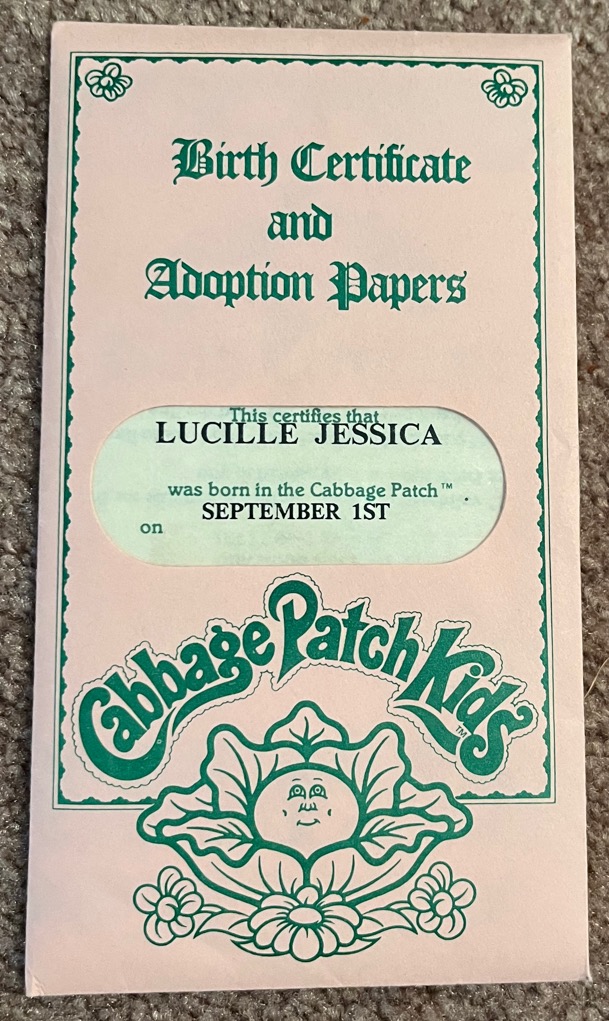 Birth Certificate
and
Adoption Papers
This certifies that
LUCILLE JESSICA
was born in the Cabbage Patch™
SEPTEMBER 1ST
on
Cabbage Patch Kids™